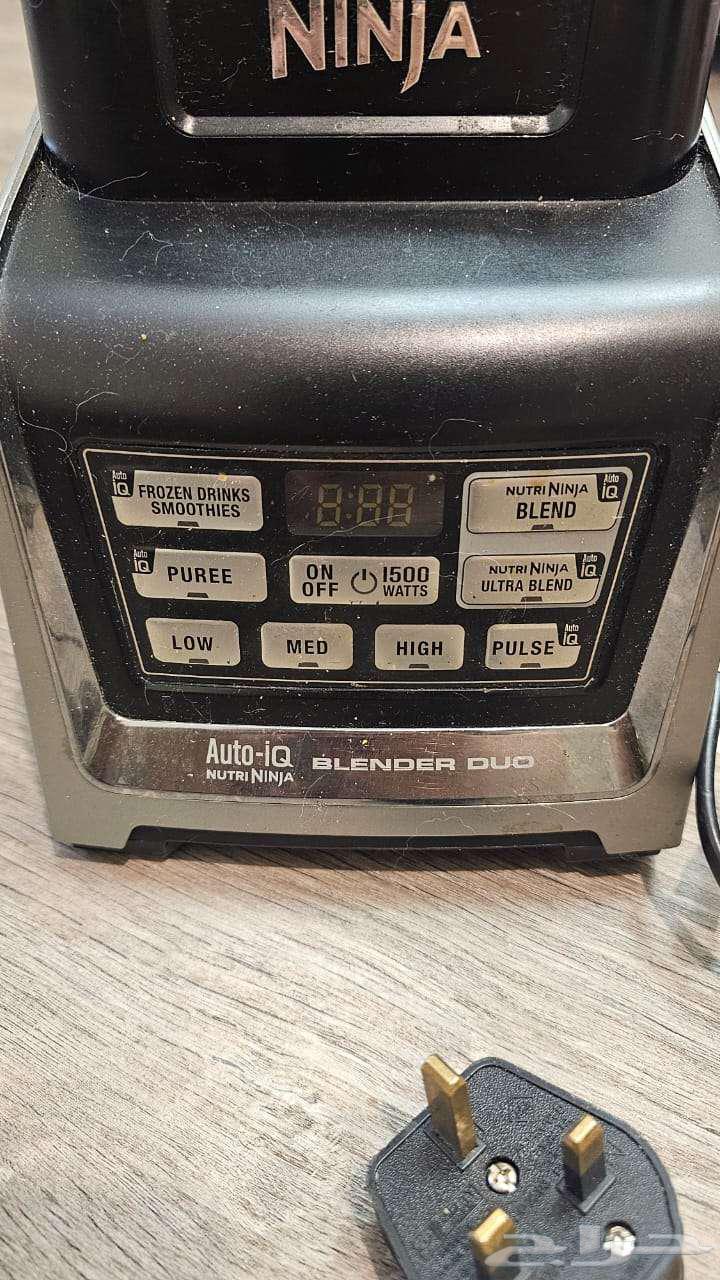 NINJA
Auto iQ FROZEN DRINKS SMOOTHIES
8:88
NUTRI NINJA BLEND Auto iQ
Auto iQ PUREE
ON OFF 1500 WATTS
NUTRI NINJA ULTRA BLEND Auto iQ
LOW
MED
HIGH
PULSE Auto iQ
Auto-iQ
NUTRI NINJA
BLENDER DUO
حراج